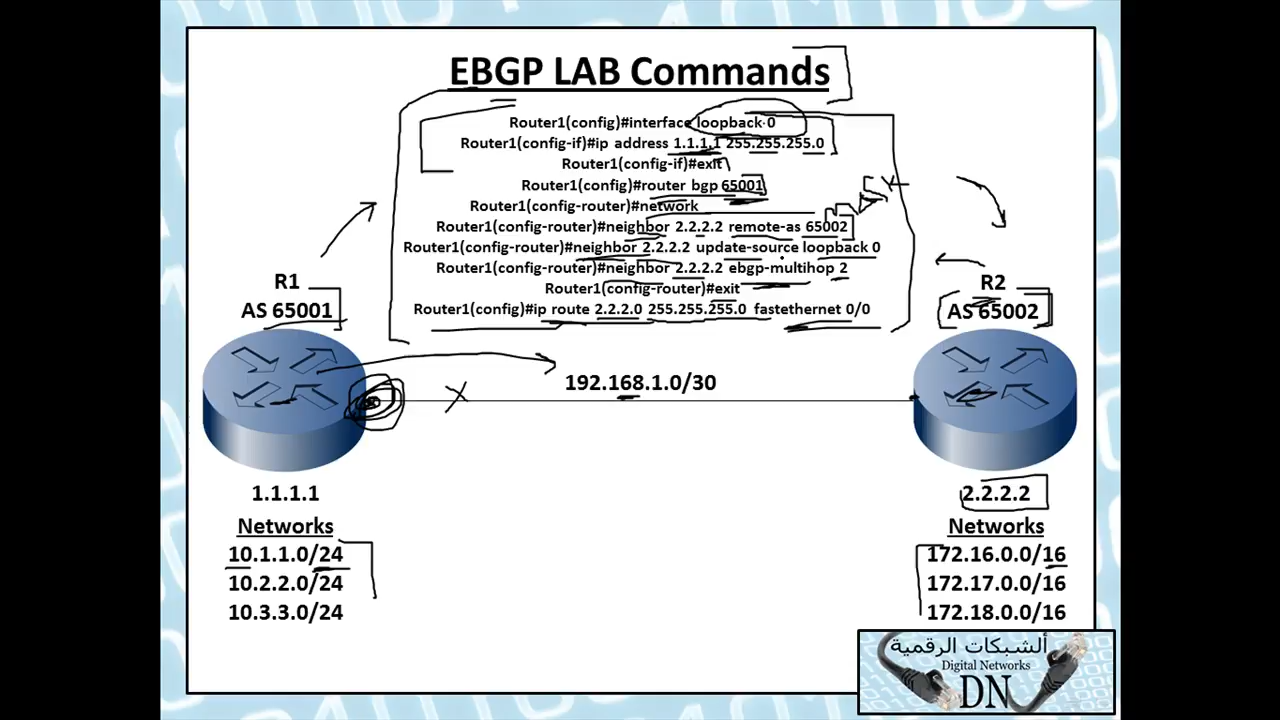 EBGP LAB Commands
Router1(config)#interface loopback 0
Router1(config-if)#ip address 1.1.1.1 255.255.255.0
Router1(config-if)#exit
Router1(config)#router bgp 65001
Router1(config-router)#network
Router1(config-router)#neighbor 2.2.2.2 remote-as 65002
Router1(config-router)#neighbor 2.2.2.2 update-source loopback 0
Router1(config-router)#neighbor 2.2.2.2 ebgp-multihop 2
Router1(config-router)#exit
Router1(config)#ip route 2.2.2.0 255.255.255.0 fastethernet 0/0
R1
AS 65001
R2
AS 65002
192.168.1.0/30
1.1.1.1
Networks
10.1.1.0/24
10.2.2.0/24
10.3.3.0/24
2.2.2.2
Networks
172.16.0.0/16
172.17.0.0/16
172.18.0.0/16
ألشبكات الرقمية
Digital Networks
DN